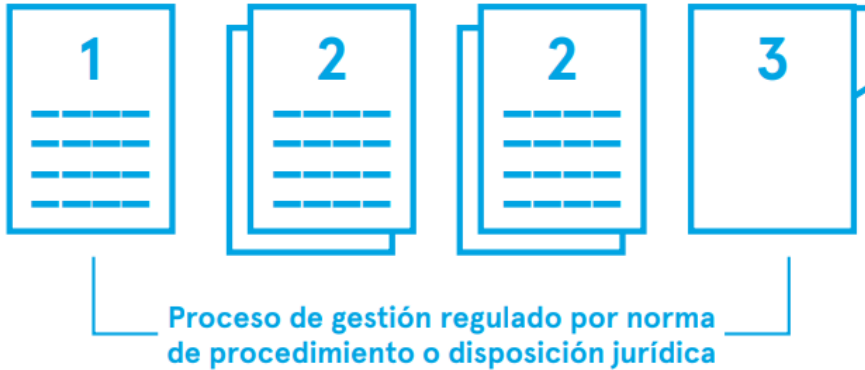 1 2 2 3
Proceso de gestión regulado por norma
de procedimiento o disposición jurídica